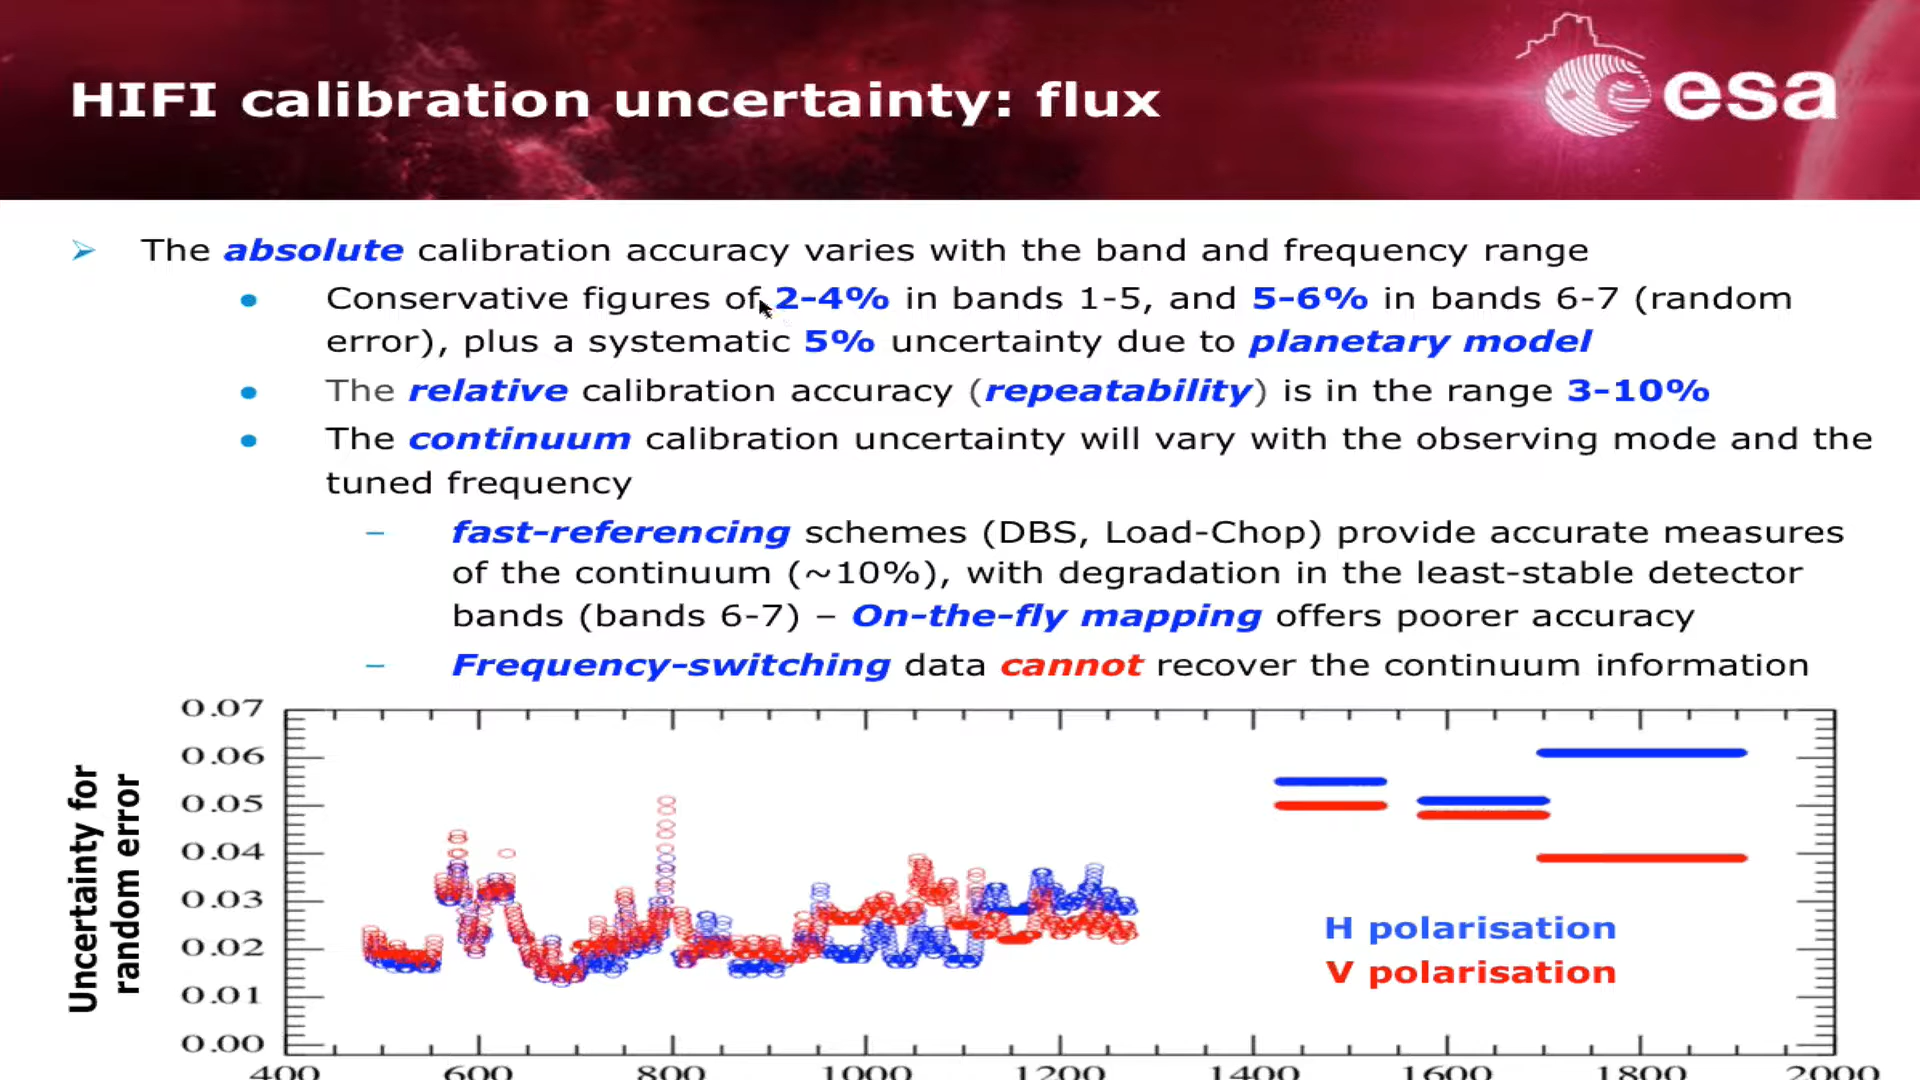 HIFI calibration uncertainty: flux
esa
➢ The absolute calibration accuracy varies with the band and frequency range
• Conservative figures of 2-4% in bands 1-5, and 5-6% in bands 6-7 (random
error), plus a systematic 5% uncertainty due to planetary model
• The relative calibration accuracy (repeatability) is in the range 3-10%
• The continuum calibration uncertainty will vary with the observing mode and the
tuned frequency
– fast-referencing schemes (DBS, Load-Chop) provide accurate measures
of the continuum (~10%), with degradation in the least-stable detector
bands (bands 6-7) – On-the-fly mapping offers poorer accuracy
– Frequency-switching data cannot recover the continuum information
Uncertainty for
random error
0.07
0.06
0.05
0.04
0.03
0.02
0.01
0.00
H polarisation
V polarisation
400 600 800 1000 1200 1400 1600 1800 2000